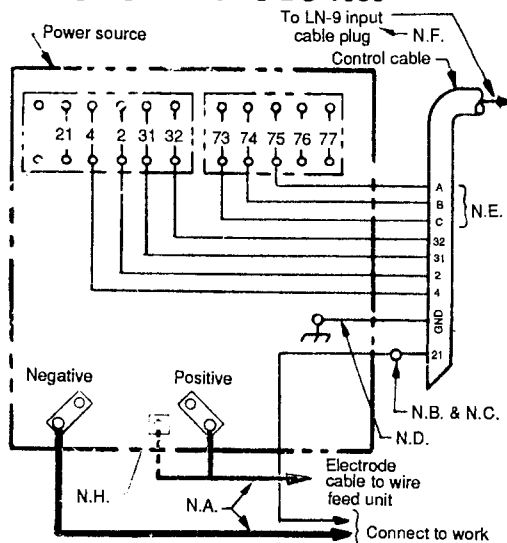 To LN-9 input
cable plug
N.F.
Power source
Control cable
21 4 2 31 32
73 74 75 76 77
A
B
C
N.E.
32
31
2
4
GND
21
Negative
Positive
N.B. & N.C.
N.D.
Electrode
cable to wire
feed unit
N.H.
N.A.
Connect to work